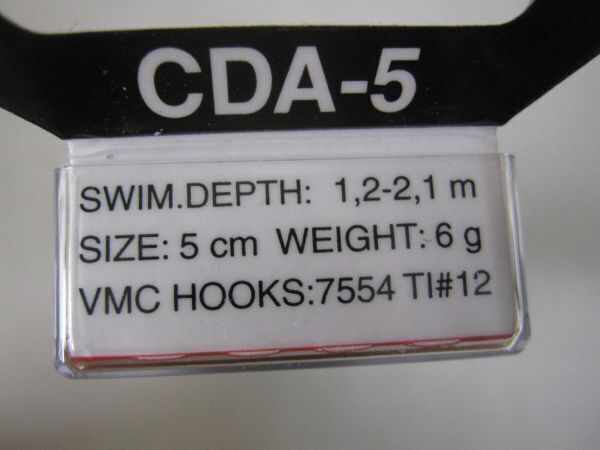 CDA-5
SWIM.DEPTH: 1,2-2,1 m
SIZE: 5 cm WEIGHT: 6 g
VMC HOOKS:7554 TI#12